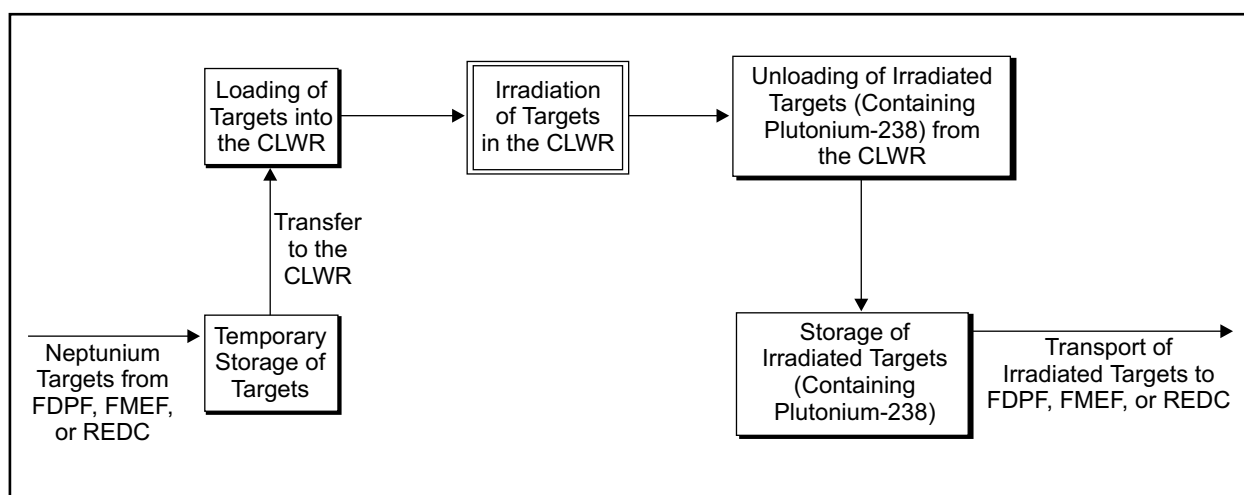 Neptunium
Targets from
FDPF, FMEF,
or REDC
Temporary
Storage of
Targets
Transfer
to the
CLWR
Loading of
Targets into
the CLWR
Irradiation
of Targets
in the CLWR
Unloading of Irradiated
Targets (Containing
Plutonium-238) from
the CLWR
Storage of
Irradiated Targets
(Containing
Plutonium-238)
Transport of
Irradiated Targets to
FDPF, FMEF, or REDC